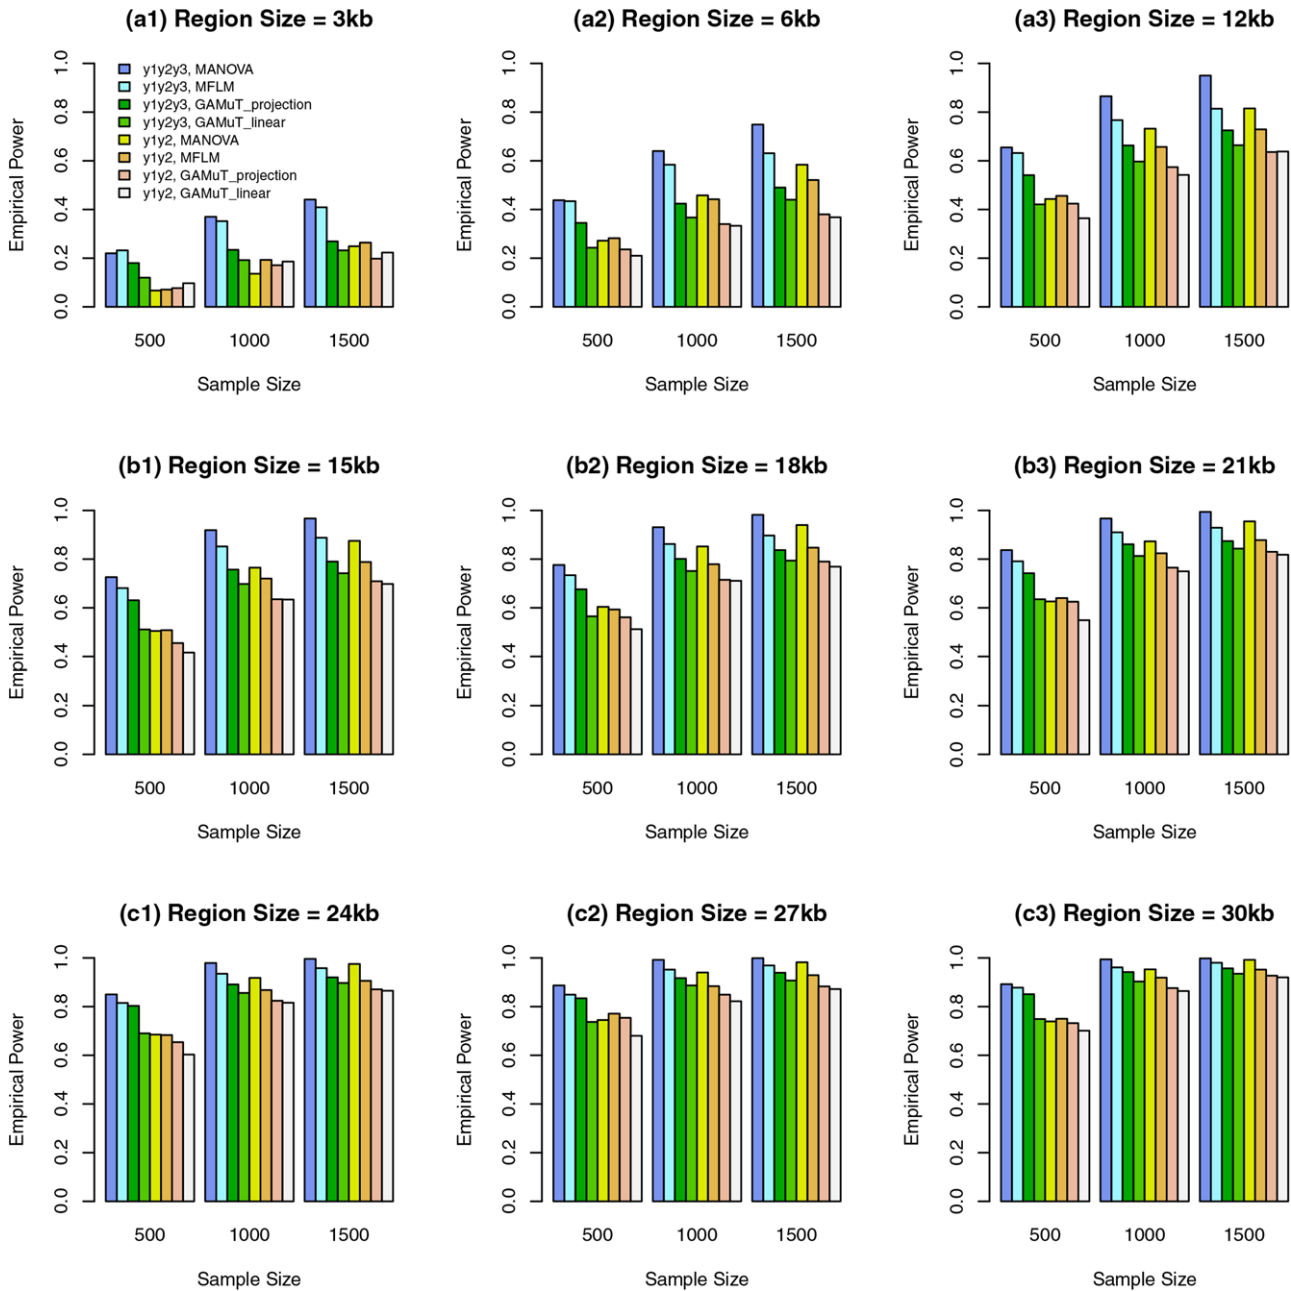 (a1) Region Size = 3kb
Empirical Power
0.0 0.2 0.4 0.6 0.8 1.0
y1y2y3, MANOVA
y1y2y3, MFLM
y1y2y3, GAMuT_projection
y1y2y3, GAMuT_linear
y1y2, MANOVA
y1y2, MFLM
y1y2, GAMuT_projection
y1y2, GAMuT_linear
500 1000 1500
Sample Size
(a2) Region Size = 6kb
Empirical Power
0.0 0.2 0.4 0.6 0.8 1.0
500 1000 1500
Sample Size
(a3) Region Size = 12kb
Empirical Power
0.0 0.2 0.4 0.6 0.8 1.0
500 1000 1500
Sample Size
(b1) Region Size = 15kb
Empirical Power
0.0 0.2 0.4 0.6 0.8 1.0
500 1000 1500
Sample Size
(b2) Region Size = 18kb
Empirical Power
0.0 0.2 0.4 0.6 0.8 1.0
500 1000 1500
Sample Size
(b3) Region Size = 21kb
Empirical Power
0.0 0.2 0.4 0.6 0.8 1.0
500 1000 1500
Sample Size
(c1) Region Size = 24kb
Empirical Power
0.0 0.2 0.4 0.6 0.8 1.0
500 1000 1500
Sample Size
(c2) Region Size = 27kb
Empirical Power
0.0 0.2 0.4 0.6 0.8 1.0
500 1000 1500
Sample Size
(c3) Region Size = 30kb
Empirical Power
0.0 0.2 0.4 0.6 0.8 1.0
500 1000 1500
Sample Size